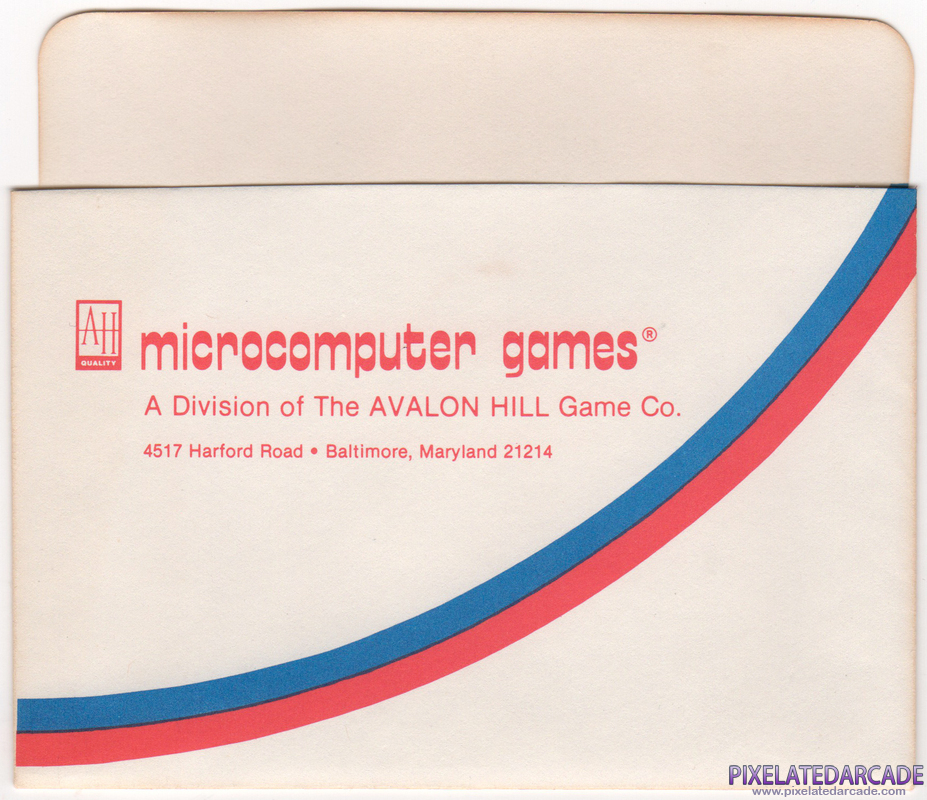 AH
QUALITY
microcomputer games®
A Division of The AVALON HILL Game Co.
4517 Harford Road • Baltimore, Maryland 21214
PIXELATEDARCADE
www.pixelatedarcade.com